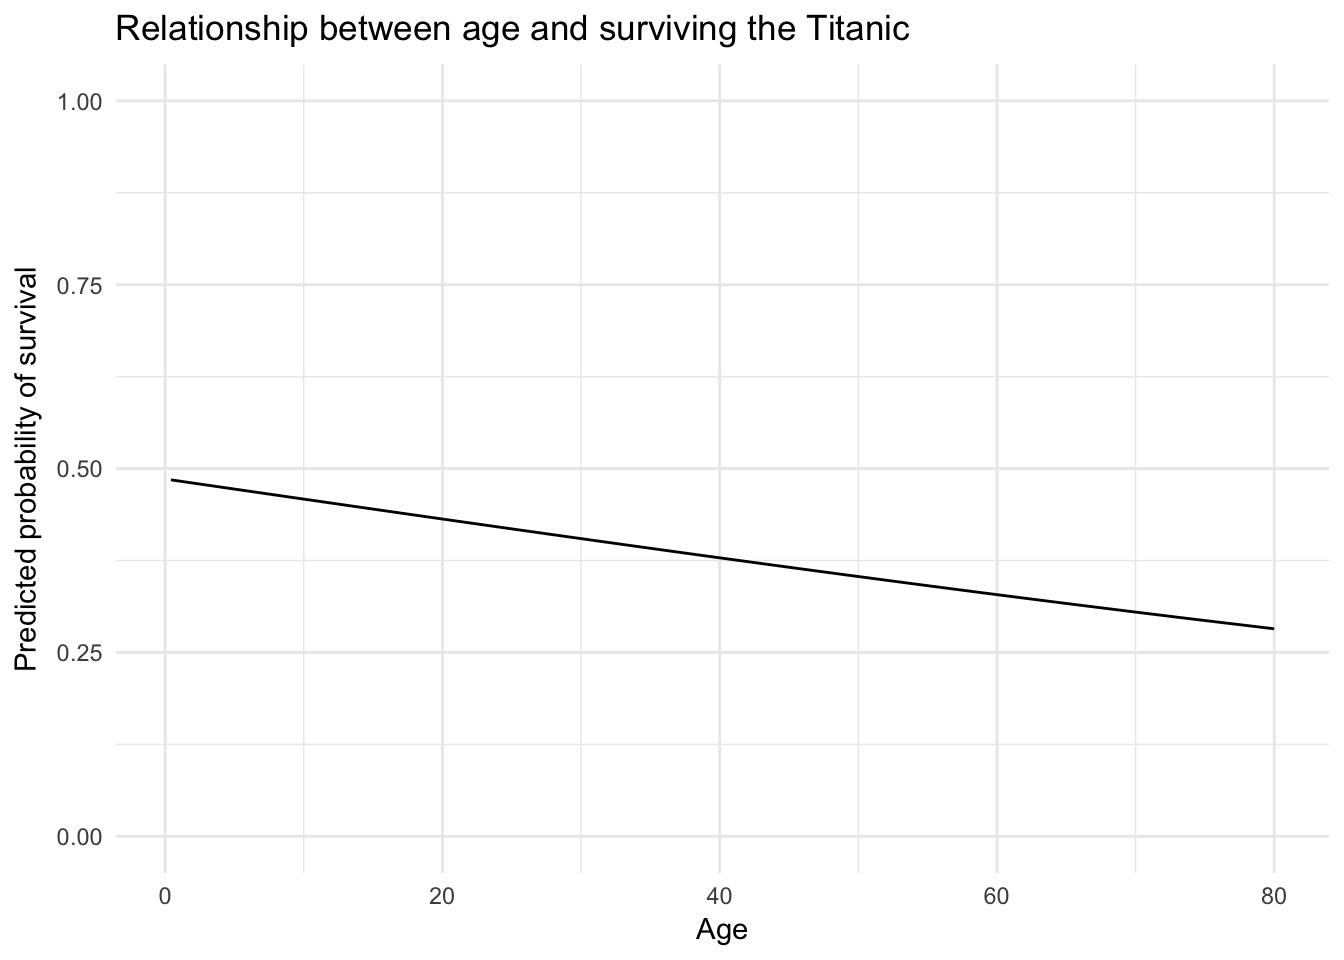 Relationship between age and surviving the Titanic
Predicted probability of survival
1.00
0.75
0.50
0.25
0.00
0 20 40 60 80
Age